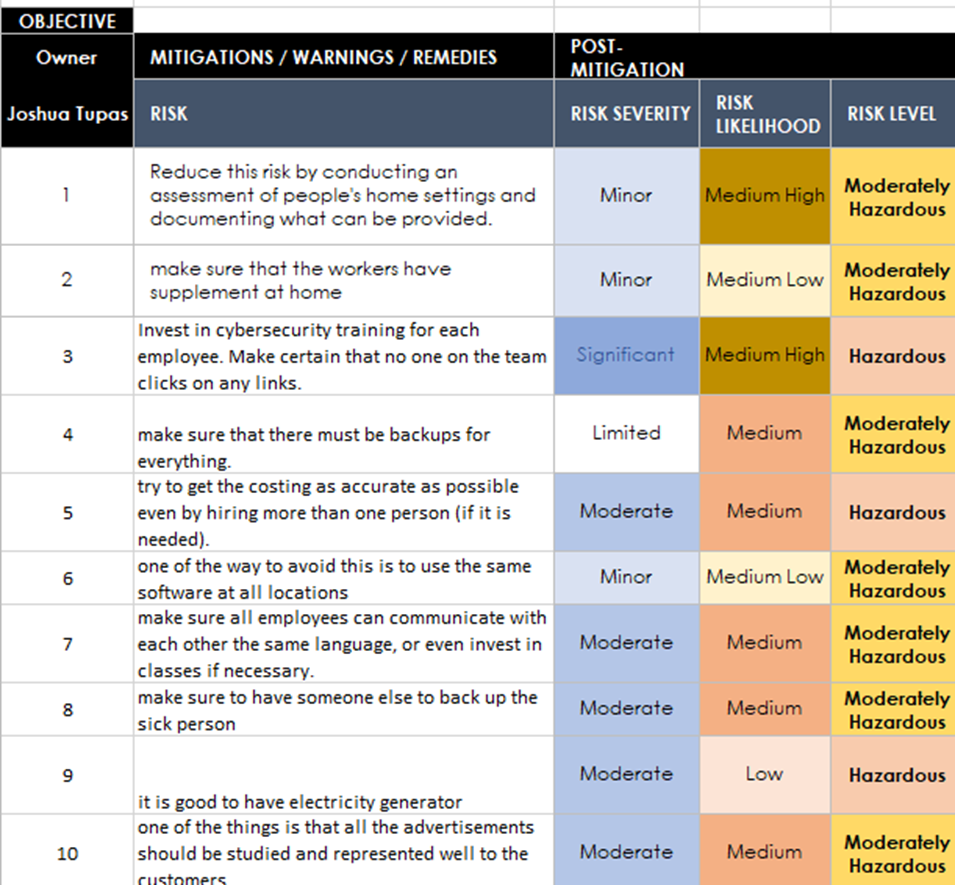 OBJECTIVE
Owner
MITIGATIONS / WARNINGS / REMEDIES
POST-
MITIGATION
Joshua Tupas
RISK
RISK SEVERITY
RISK
LIKELIHOOD
RISK LEVEL
1
Reduce this risk by conducting an
assessment of people's home settings and
documenting what can be provided.
Minor
Medium High
Moderately
Hazardous
2
make sure that the workers have
supplement at home
Minor
Medium Low
Moderately
Hazardous
3
Invest in cybersecurity training for each
employee. Make certain that no one on the team
clicks on any links.
Significant
Medium High
Hazardous
4
make sure that there must be backups for
everything.
Limited
Medium
Moderately
Hazardous
5
try to get the costing as accurate as possible
even by hiring more than one person (if it is
needed).
Moderate
Medium
Hazardous
6
one of the way to avoid this is to use the same
software at all locations
Minor
Medium Low
Moderately
Hazardous
7
make sure all employees can communicate with
each other the same language, or even invest in
classes if necessary.
Moderate
Medium
Moderately
Hazardous
8
make sure to have someone else to back up the
sick person
Moderate
Medium
Moderately
Hazardous
9
it is good to have electricity generator
Moderate
Low
Hazardous
10
one of the things is that all the advertisements
should be studied and represented well to the
customers
Moderate
Medium
Moderately
Hazardous